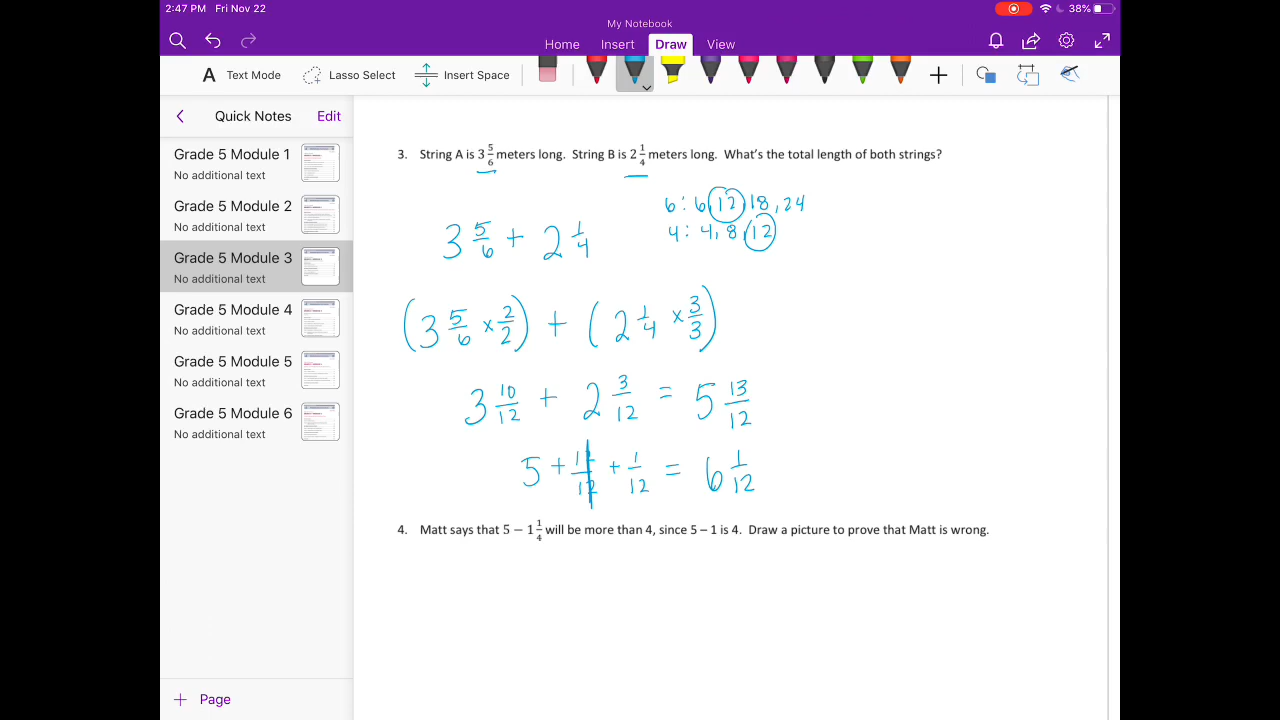 2:47 PM Fri Nov 22
38%
My Notebook
Home Insert Draw View
A Text Mode Lasso Select Insert Space
Quick Notes Edit
Grade 5 Module 1
No additional text
Grade 5 Module 2
No additional text
Grade 5 Module 3
No additional text
Grade 5 Module 4
No additional text
Grade 5 Module 5
No additional text
Grade 5 Module 6
No additional text
+ Page
3. String A is 3 5/6 meters long. String B is 2 1/4 meters long. What is the total length of both strings?
6: 6, 12, 18, 24
4: 4, 8, 12
3 5/6 + 2 1/4
(3 5/6 × 2/2) + (2 1/4 × 3/3)
3 10/12 + 2 3/12 = 5 13/12
5 + 12/12 + 1/12 = 6 1/12
4. Matt says that 5 − 1 1/4 will be more than 4, since 5 – 1 is 4. Draw a picture to prove that Matt is wrong.